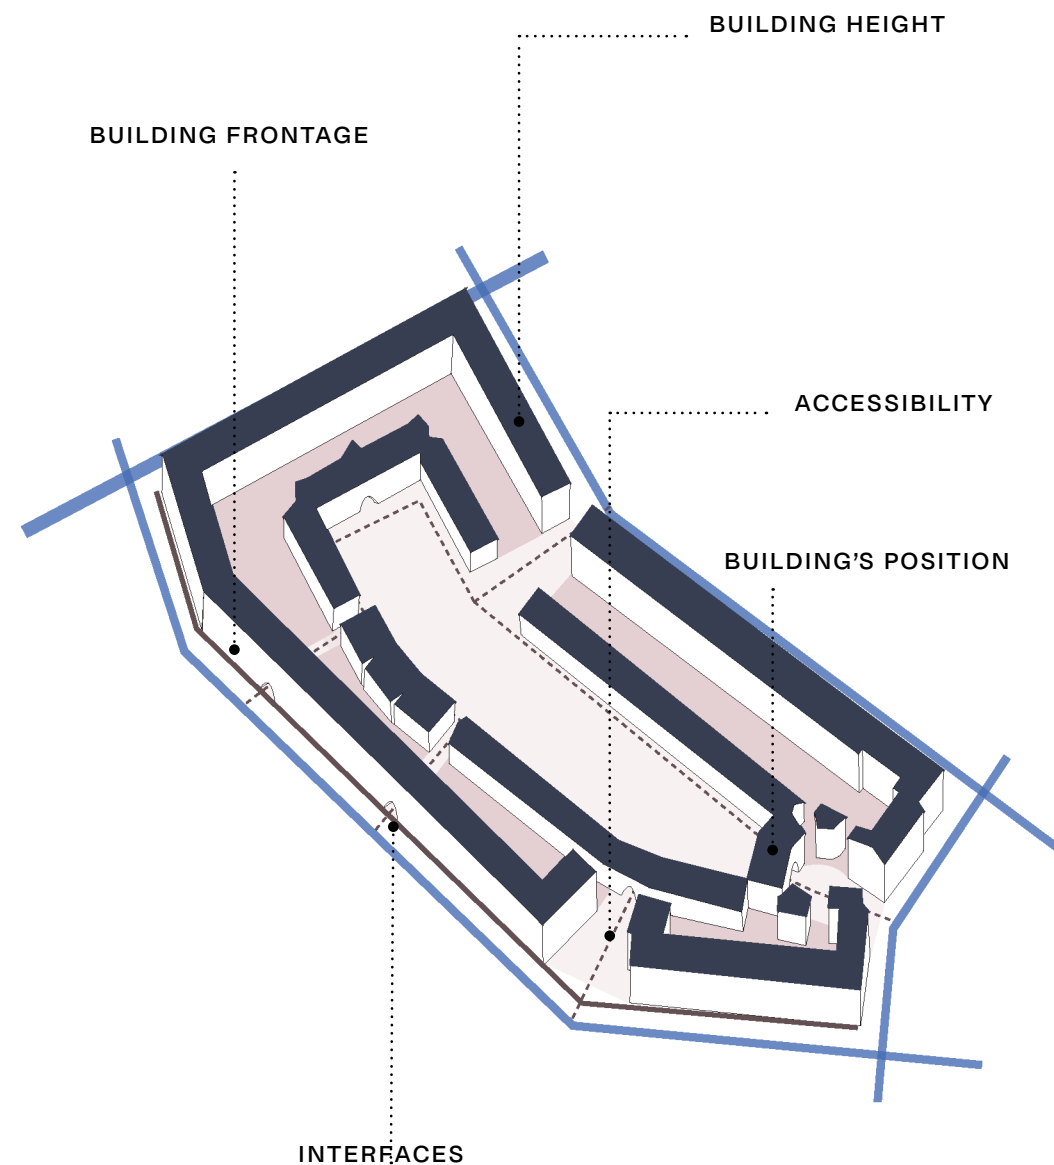 BUILDING HEIGHT
BUILDING FRONTAGE
ACCESSIBILITY
BUILDING’S POSITION
INTERFACES